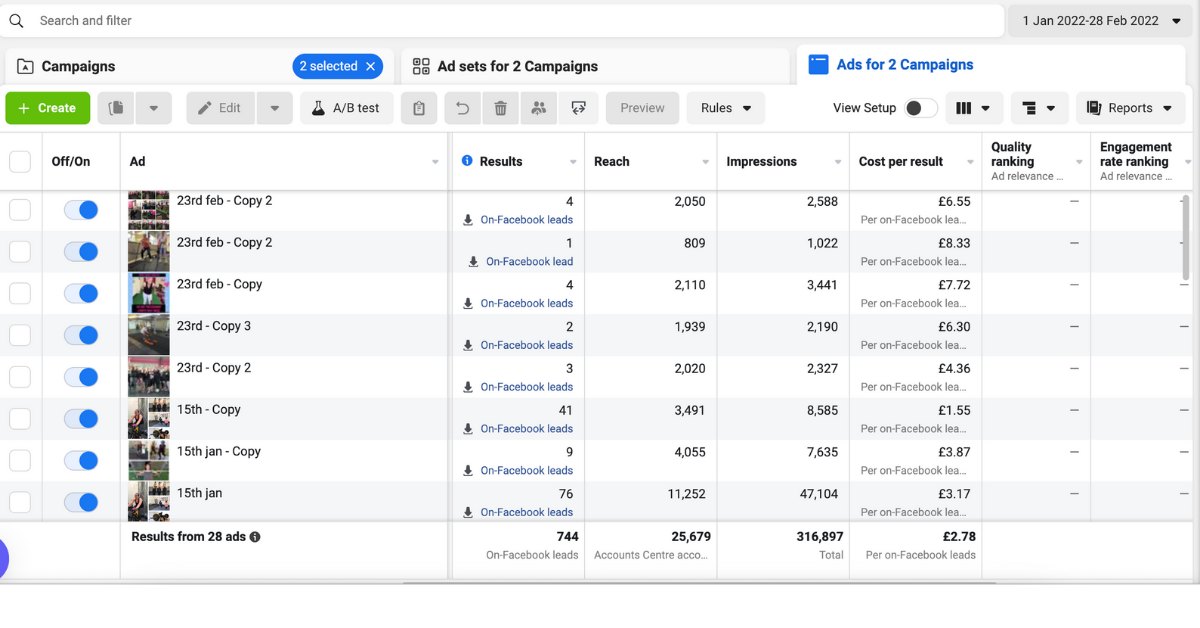 Search and filter
1 Jan 2022-28 Feb 2022
Campaigns
2 selected
Ad sets for 2 Campaigns
Ads for 2 Campaigns
+ Create
Edit
A/B test
Preview
Rules
View Setup
Reports
Off/On
Ad
Results
Reach
Impressions
Cost per result
Quality ranking
Ad relevance ...
Engagement rate ranking
Ad relevance ...
23rd feb - Copy 2
4
2,050
2,588
£6.55
—
On-Facebook leads
Per on-Facebook lea...
23rd feb - Copy 2
1
809
1,022
£8.33
—
On-Facebook lead
Per on-Facebook lea...
23rd feb - Copy
4
2,110
3,441
£7.72
—
On-Facebook leads
Per on-Facebook lea...
23rd - Copy 3
2
1,939
2,190
£6.30
—
On-Facebook leads
Per on-Facebook lea...
23rd - Copy 2
3
2,020
2,327
£4.36
—
On-Facebook leads
Per on-Facebook lea...
15th - Copy
41
3,491
8,585
£1.55
—
On-Facebook leads
Per on-Facebook lea...
15th jan - Copy
9
4,055
7,635
£3.87
—
On-Facebook leads
Per on-Facebook lea...
15th jan
76
11,252
47,104
£3.17
—
On-Facebook leads
Per on-Facebook lea...
Results from 28 ads
744
25,679
316,897
£2.78
On-Facebook leads
Accounts Centre acco...
Total
Per on-Facebook leads